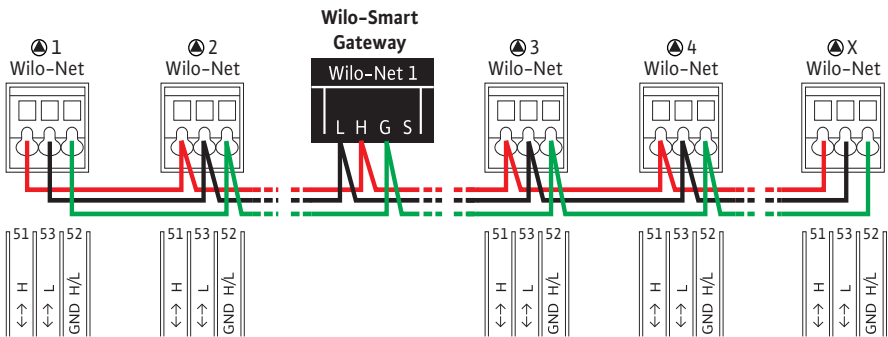 Wilo-Smart
Gateway
1
Wilo-Net
2
Wilo-Net
Wilo-Net 1
L H G S
3
Wilo-Net
4
Wilo-Net
X
Wilo-Net
51 53 52
<--> H
<--> L
GND H/L
51 53 52
<--> H
<--> L
GND H/L
51 53 52
<--> H
<--> L
GND H/L
51 53 52
<--> H
<--> L
GND H/L
51 53 52
<--> H
<--> L
GND H/L